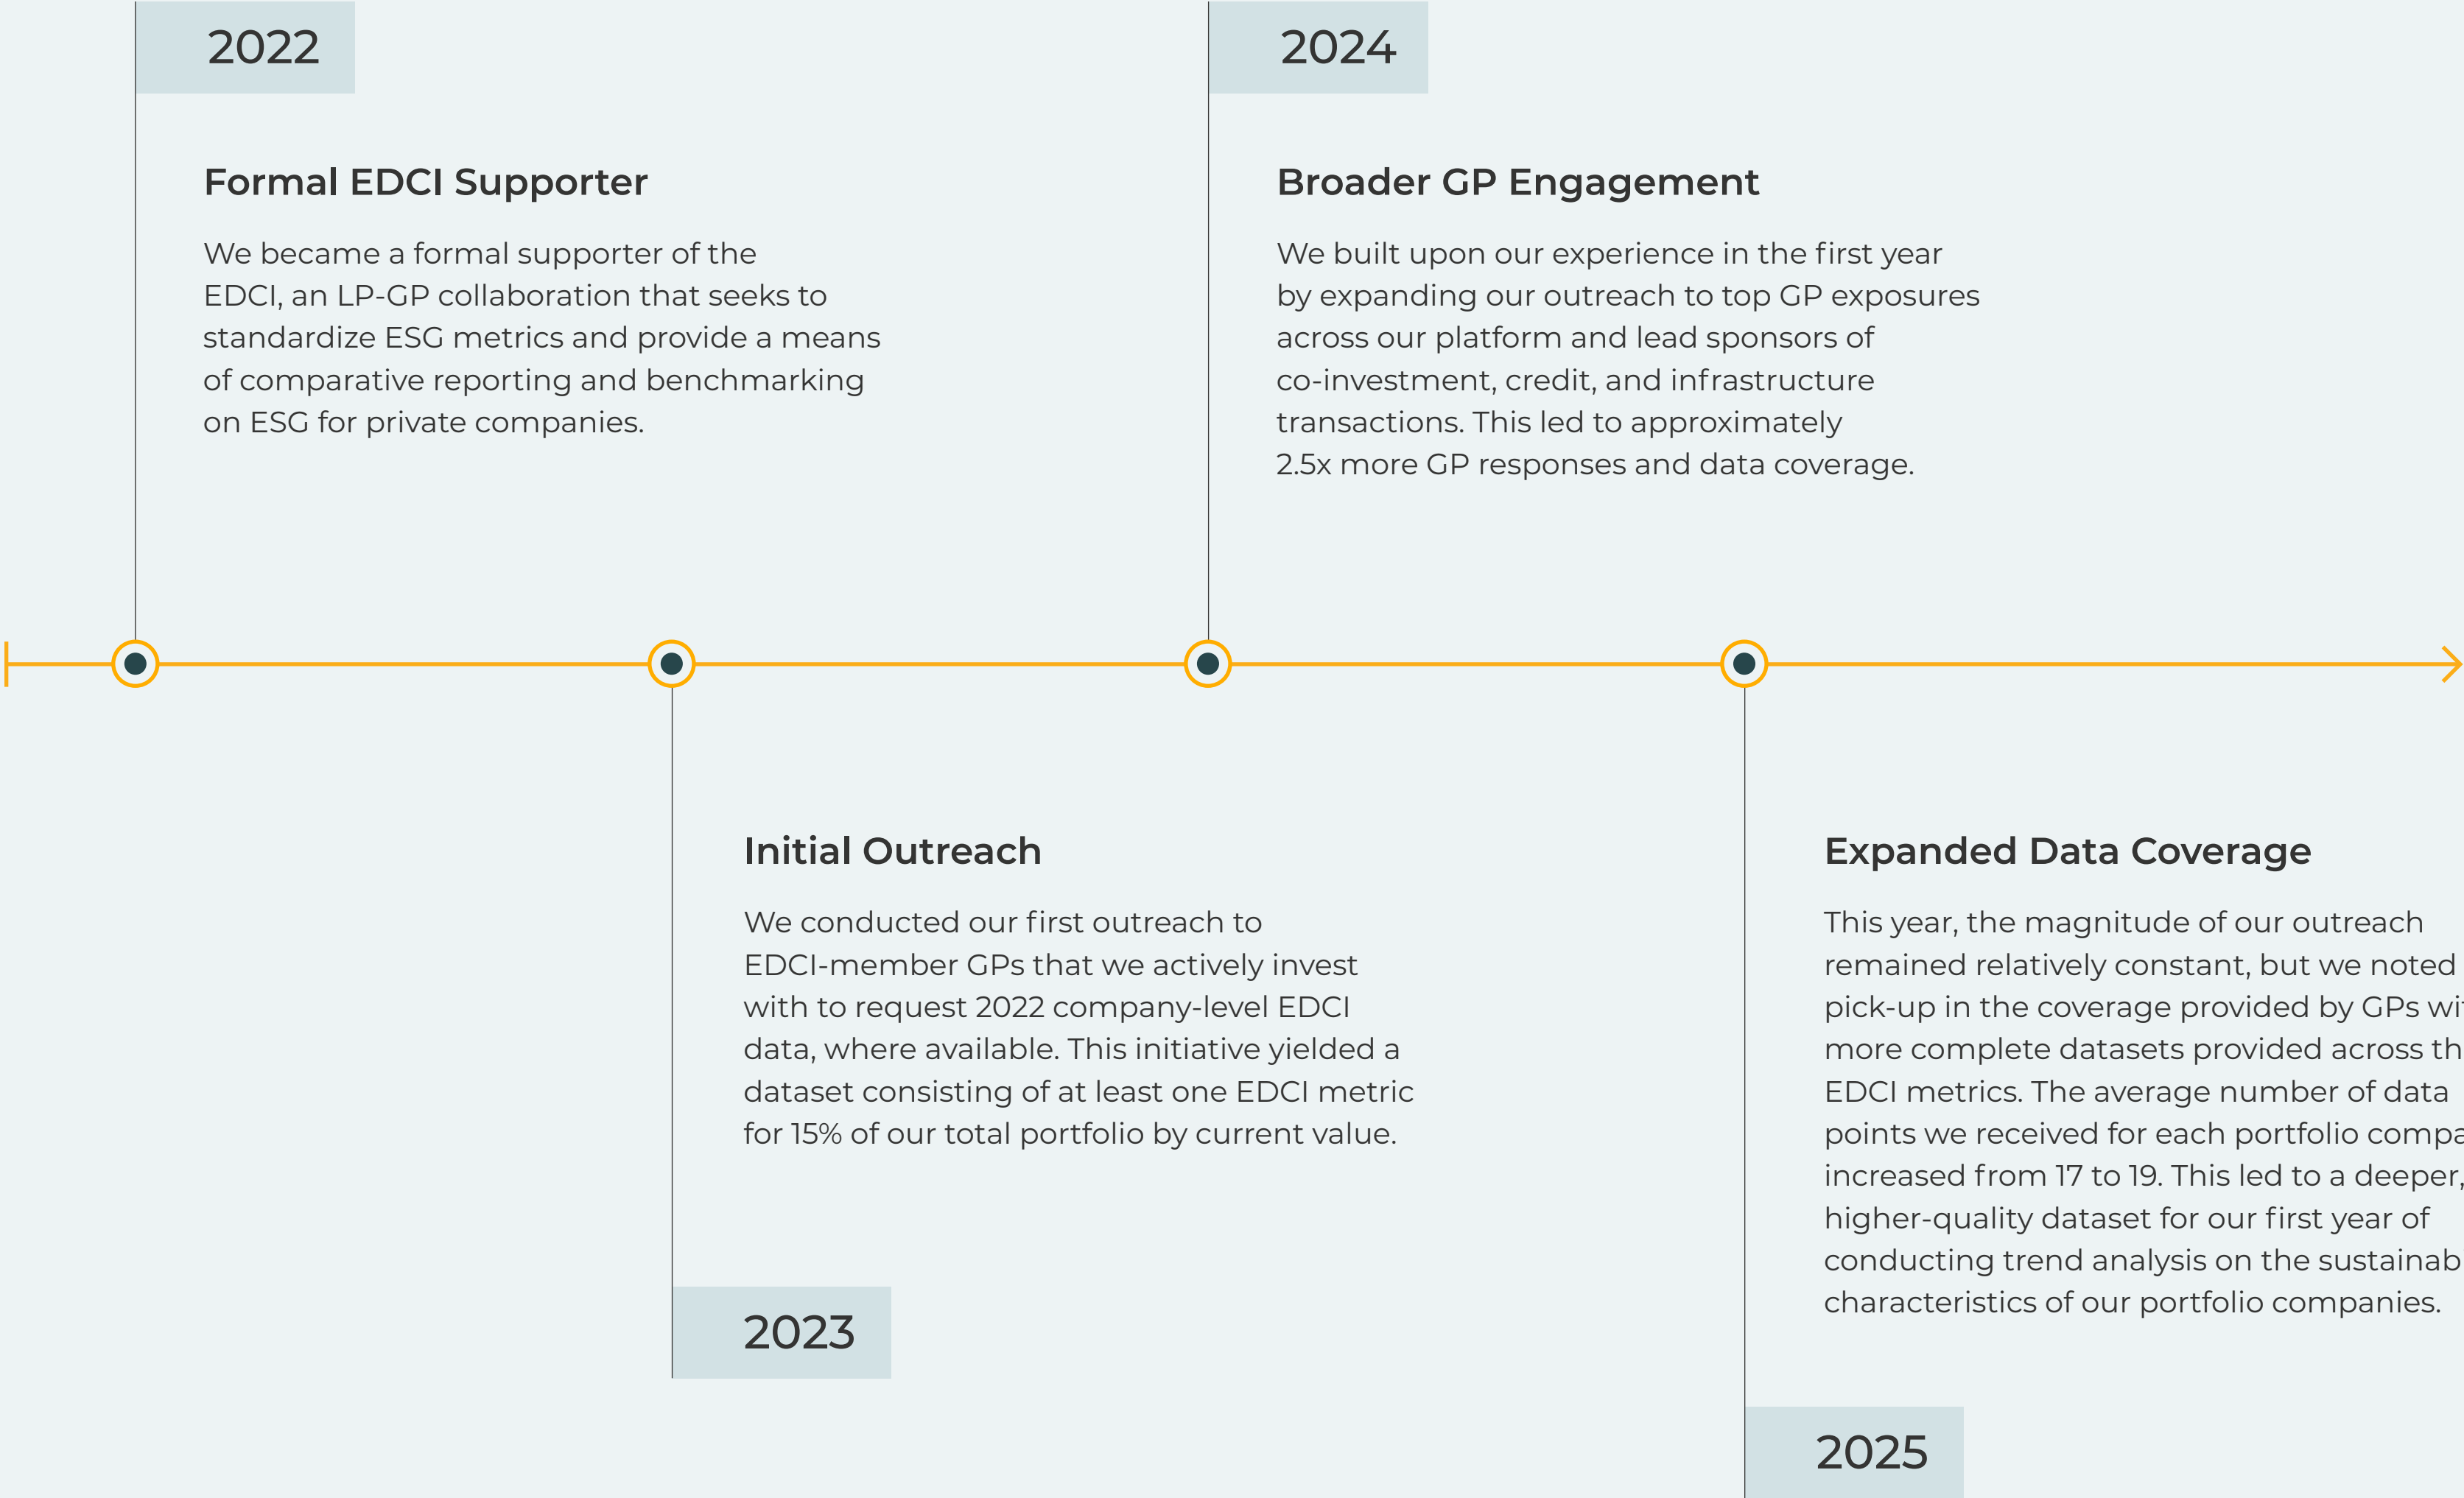 2022
Formal EDCI Supporter
We became a formal supporter of the
EDCI, an LP-GP collaboration that seeks to
standardize ESG metrics and provide a means
of comparative reporting and benchmarking
on ESG for private companies.
Initial Outreach
We conducted our first outreach to
EDCI-member GPs that we actively invest
with to request 2022 company-level EDCI
data, where available. This initiative yielded a
dataset consisting of at least one EDCI metric
for 15% of our total portfolio by current value.
2023
2024
Broader GP Engagement
We built upon our experience in the first year
by expanding our outreach to top GP exposures
across our platform and lead sponsors of
co-investment, credit, and infrastructure
transactions. This led to approximately
2.5x more GP responses and data coverage.
Expanded Data Coverage
This year, the magnitude of our outreach
remained relatively constant, but we noted
pick-up in the coverage provided by GPs
more complete datasets provided across
EDCI metrics. The average number of data
points we received for each portfolio
increased from 17 to 19. This led to a deeper,
higher-quality dataset for our first year of
conducting trend analysis on the
characteristics of our portfolio companies.
2025